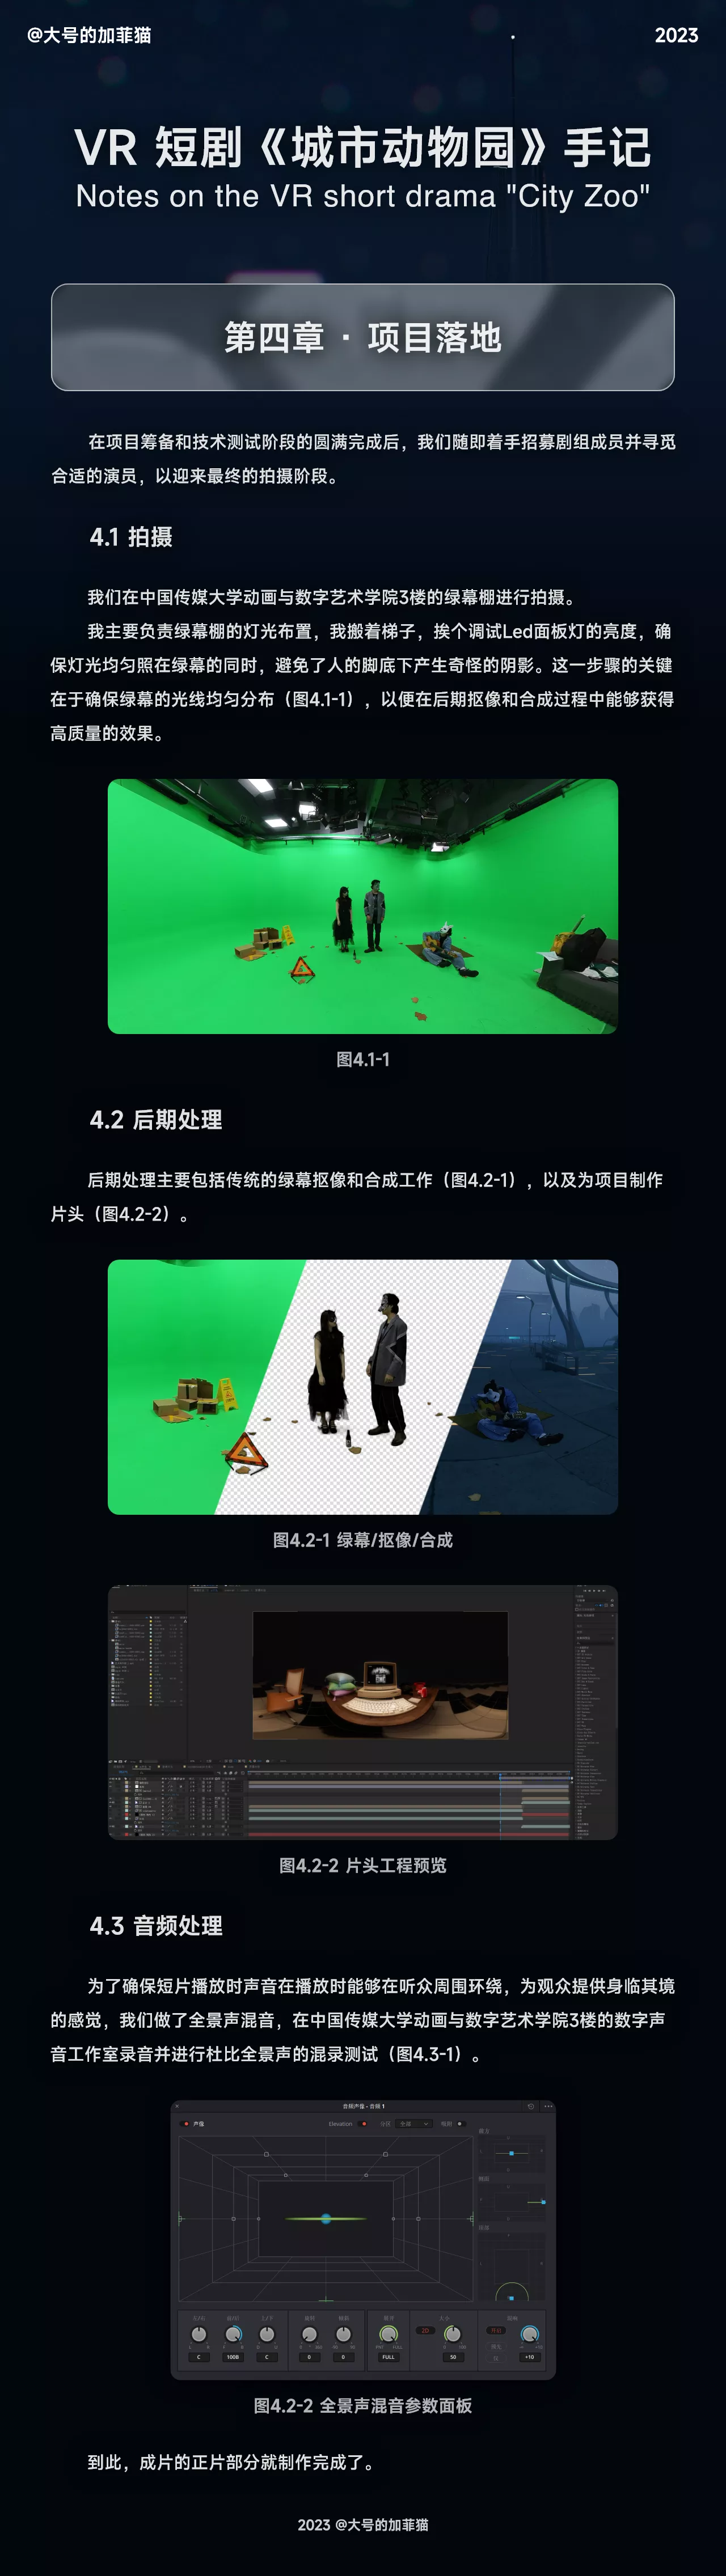 @大号的加菲猫
2023
VR 短剧《城市动物园》手记
Notes on the VR short drama "City Zoo"
第四章 · 项目落地
在项目筹备和技术测试阶段的圆满完成后，我们随即着手招募剧组成员并寻觅
合适的演员，以迎来最终的拍摄阶段。
4.1 拍摄
我们在中国传媒大学动画与数字艺术学院3楼的绿幕棚进行拍摄。
我主要负责绿幕棚的灯光布置，我搬着梯子，挨个调试Led面板灯的亮度，确
保灯光均匀照在绿幕的同时，避免了人的脚底下产生奇怪的阴影。这一步骤的关键
在于确保绿幕的光线均匀分布（图4.1-1），以便在后期抠像和合成过程中能够获得
高质量的效果。
图4.1-1
4.2 后期处理
后期处理主要包括传统的绿幕抠像和合成工作（图4.2-1），以及为项目制作
片头（图4.2-2）。
图4.2-1 绿幕/抠像/合成
图4.2-2 片头工程预览
4.3 音频处理
为了确保短片播放时声音在播放时能够在听众周围环绕，为观众提供身临其境
的感觉，我们做了全景声混音，在中国传媒大学动画与数字艺术学院3楼的数字声
音工作室录音并进行杜比全景声的混录测试（图4.3-1）。
音频声像 - 音频 1
声像
Elevation
分区
全部
C
100B
C
0
0
FULL
2D
50
+10
图4.2-2 全景声混音参数面板
到此，成片的正片部分就制作完成了。
2023 @大号的加菲猫